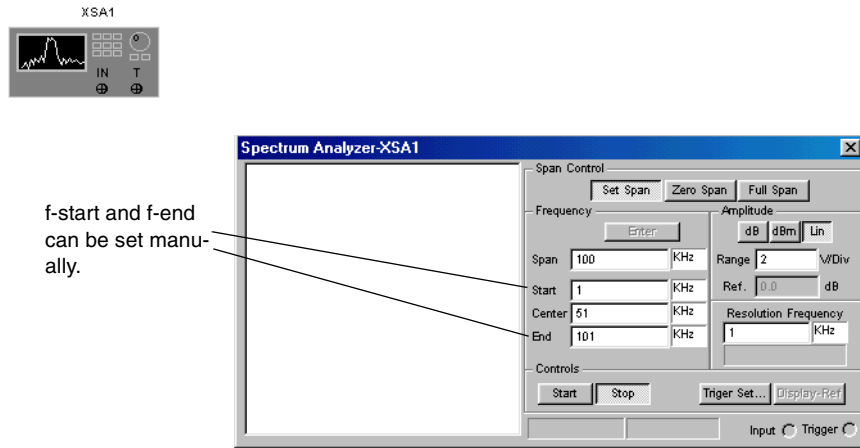 XSA1
IN T
Spectrum Analyzer-XSA1
f-start and f-end
can be set manu-
ally.
Span Control
Set Span Zero Span Full Span
Frequency
Enter
Span 100 KHz
Start 1 KHz
Center 51 KHz
End 101 KHz
Amplitude
dB dBm Lin
Range 2 V/Div
Ref. 0.0 dB
Resolution Frequency
1 KHz
Controls
Start Stop Triger Set... Display-Ref
Input Trigger